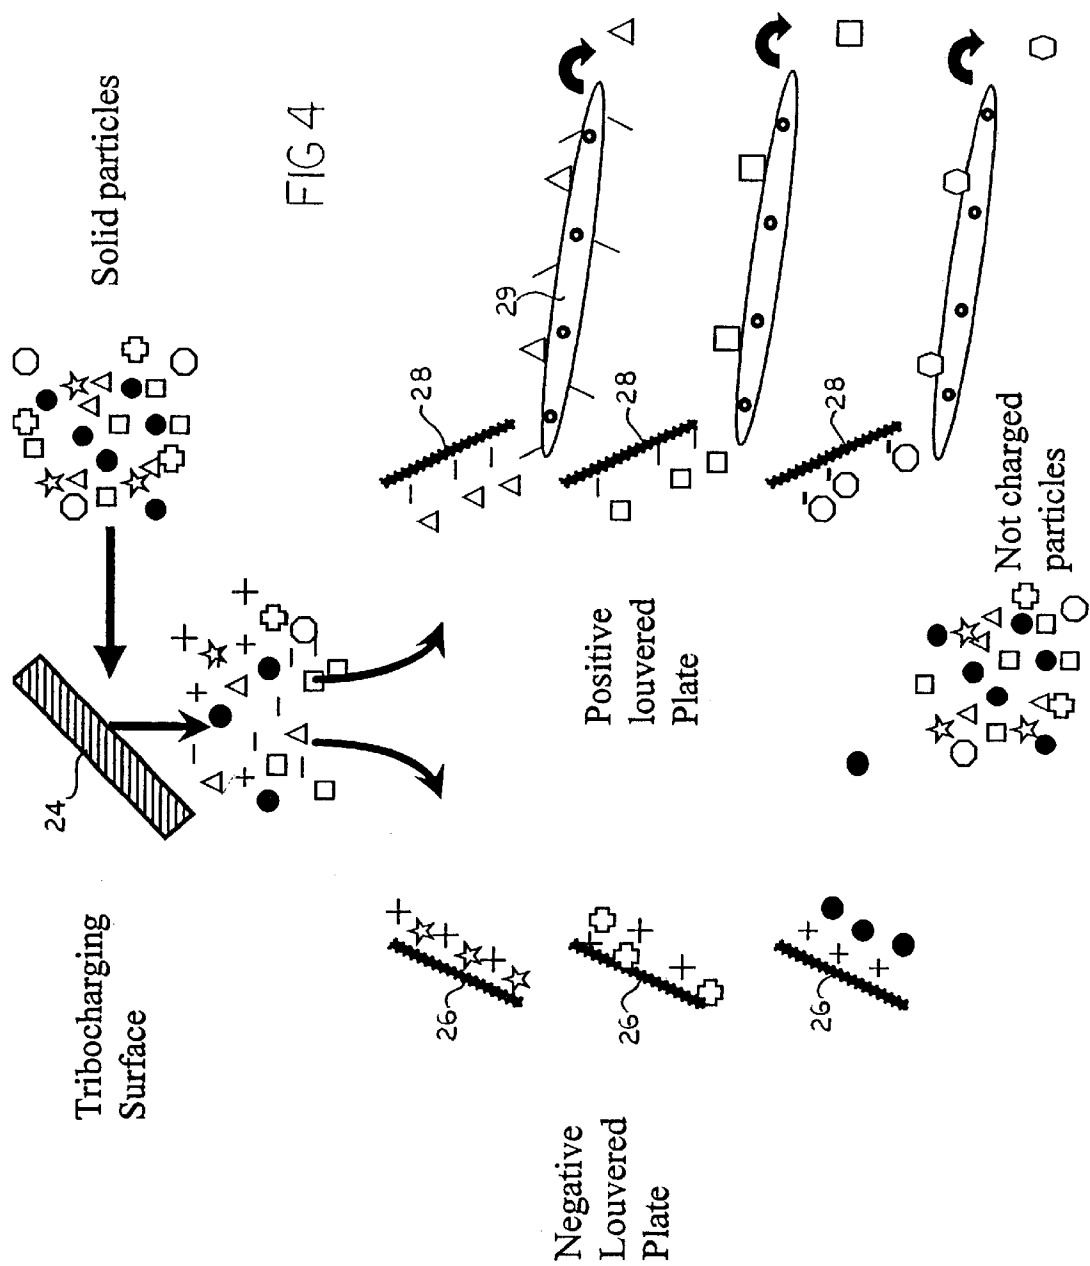 Solid particles
FIG 4
24
Tribocharging
Surface
28
29
28
28
Positive
louvered
Plate
Not charged
particles
26
26
26
Negative
Louvered
Plate